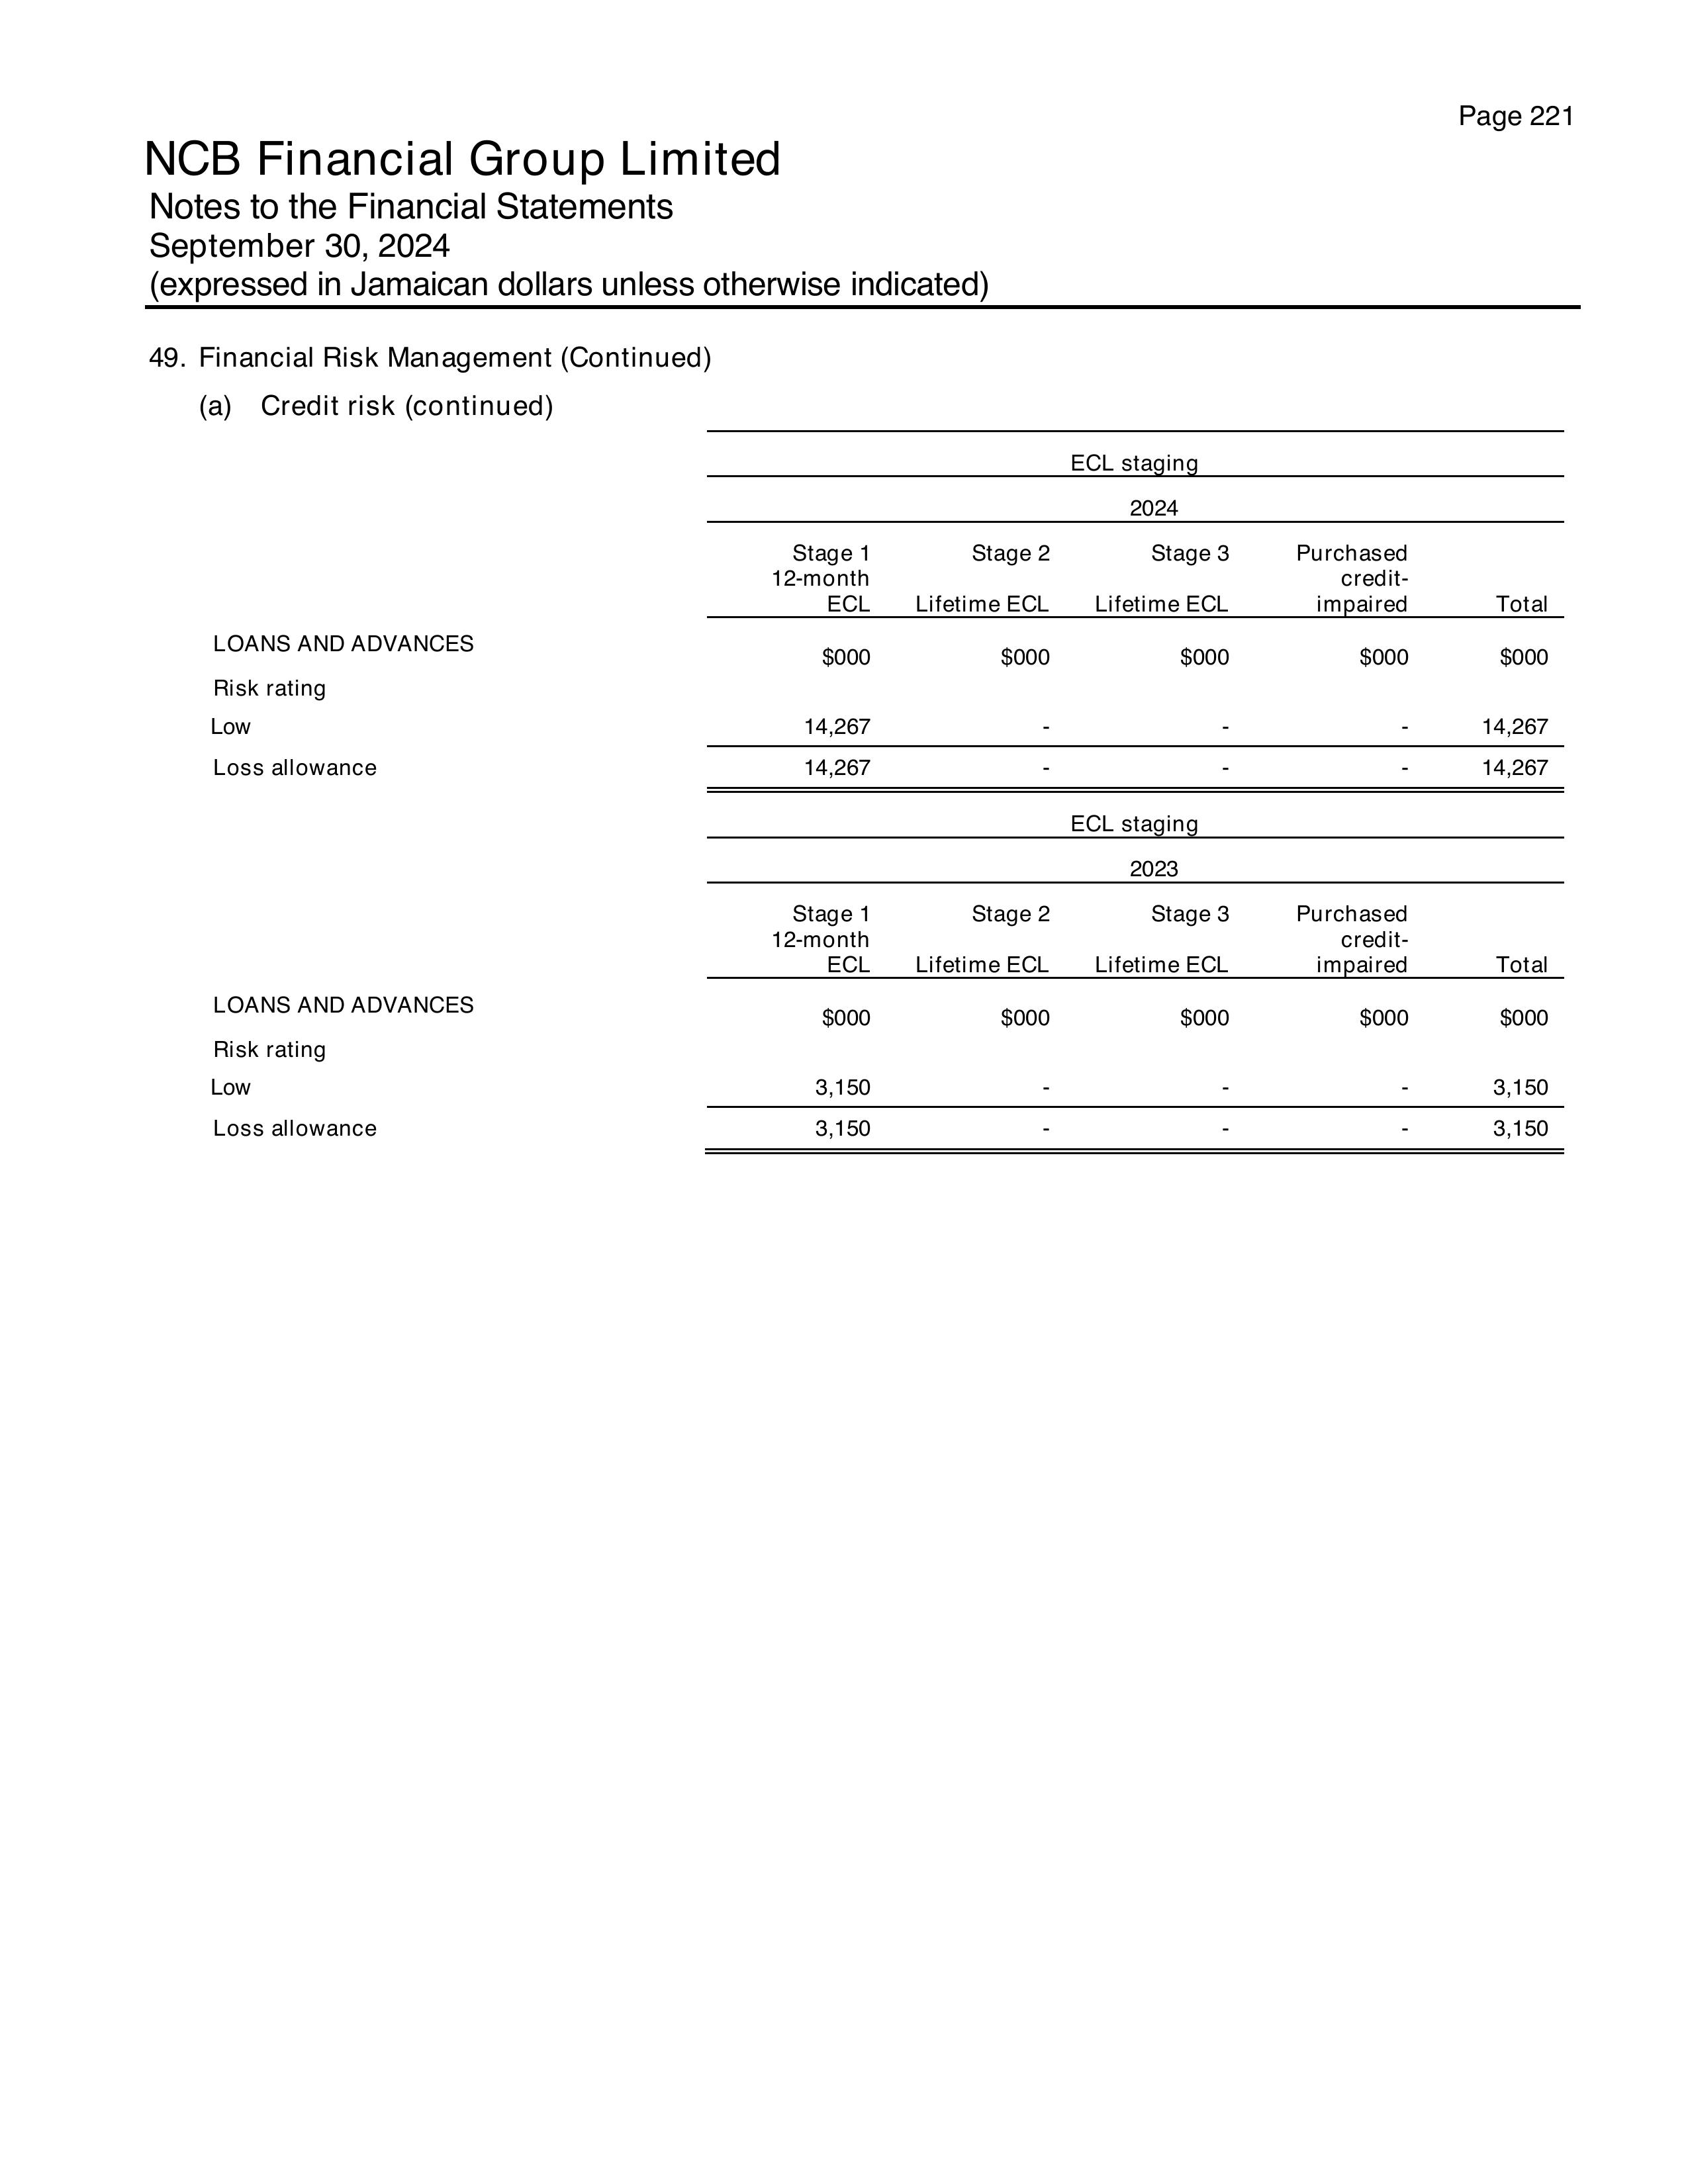 Page 221
NCB Financial Group Limited
Notes to the Financial Statements
September 30, 2024
(expressed in Jamaican dollars unless otherwise indicated)
49. Financial Risk Management (Continued)
(a) Credit risk (continued)
ECL staging
2024
Stage 1 Stage 2 Stage 3 Purchased
12-month credit-
ECL Lifetime ECL Lifetime ECL impaired Total
LOANS AND ADVANCES
$000 $000 $000 $000 $000
Risk rating
Low 14,267 - - - 14,267
Loss allowance 14,267 - - - 14,267
ECL staging
2023
Stage 1 Stage 2 Stage 3 Purchased
12-month credit-
ECL Lifetime ECL Lifetime ECL impaired Total
LOANS AND ADVANCES
$000 $000 $000 $000 $000
Risk rating
Low 3,150 - - - 3,150
Loss allowance 3,150 - - - 3,150